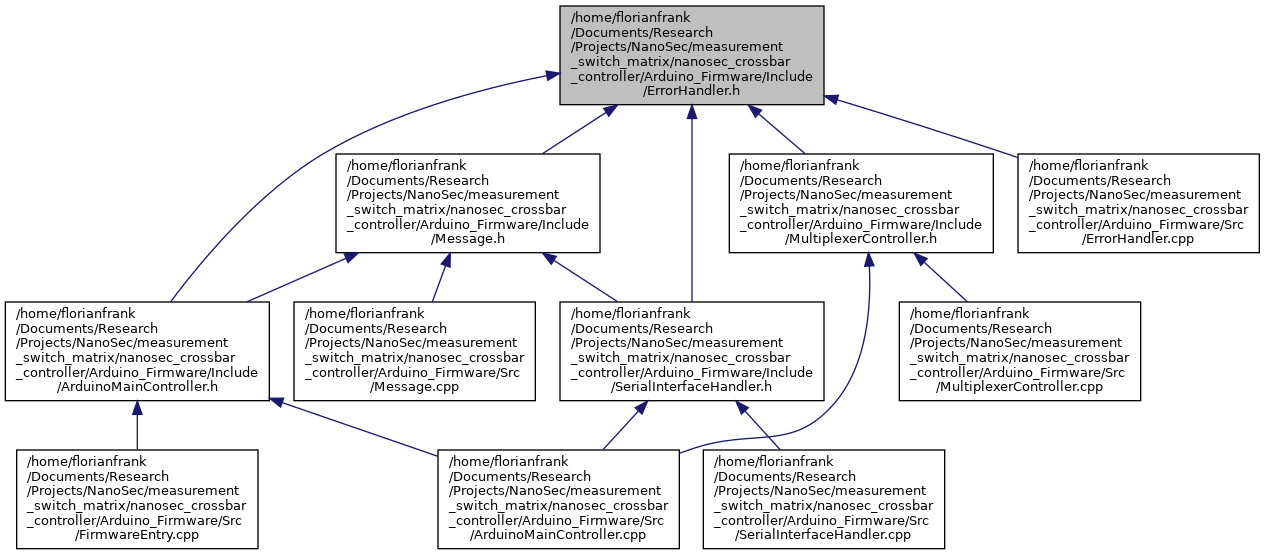 /home/florianfrank
/Documents/Research
/Projects/NanoSec/measurement
_switch_matrix/nanosec_crossbar
_controller/Arduino_Firmware/Include
/ErrorHandler.h
/home/florianfrank
/Documents/Research
/Projects/NanoSec/measurement
_switch_matrix/nanosec_crossbar
_controller/Arduino_Firmware/Include
/Message.h
/home/florianfrank
/Documents/Research
/Projects/NanoSec/measurement
_switch_matrix/nanosec_crossbar
_controller/Arduino_Firmware/Include
/MultiplexerController.h
/home/florianfrank
/Documents/Research
/Projects/NanoSec/measurement
_switch_matrix/nanosec_crossbar
_controller/Arduino_Firmware/Src
/ErrorHandler.cpp
/home/florianfrank
/Documents/Research
/Projects/NanoSec/measurement
_switch_matrix/nanosec_crossbar
_controller/Arduino_Firmware/Include
/ArduinoMainController.h
/home/florianfrank
/Documents/Research
/Projects/NanoSec/measurement
_switch_matrix/nanosec_crossbar
_controller/Arduino_Firmware/Src
/Message.cpp
/home/florianfrank
/Documents/Research
/Projects/NanoSec/measurement
_switch_matrix/nanosec_crossbar
_controller/Arduino_Firmware/Include
/SerialInterfaceHandler.h
/home/florianfrank
/Documents/Research
/Projects/NanoSec/measurement
_switch_matrix/nanosec_crossbar
_controller/Arduino_Firmware/Src
/MultiplexerController.cpp
/home/florianfrank
/Documents/Research
/Projects/NanoSec/measurement
_switch_matrix/nanosec_crossbar
_controller/Arduino_Firmware/Src
/FirmwareEntry.cpp
/home/florianfrank
/Documents/Research
/Projects/NanoSec/measurement
_switch_matrix/nanosec_crossbar
_controller/Arduino_Firmware/Src
/ArduinoMainController.cpp
/home/florianfrank
/Documents/Research
/Projects/NanoSec/measurement
_switch_matrix/nanosec_crossbar
_controller/Arduino_Firmware/Src
/SerialInterfaceHandler.cpp